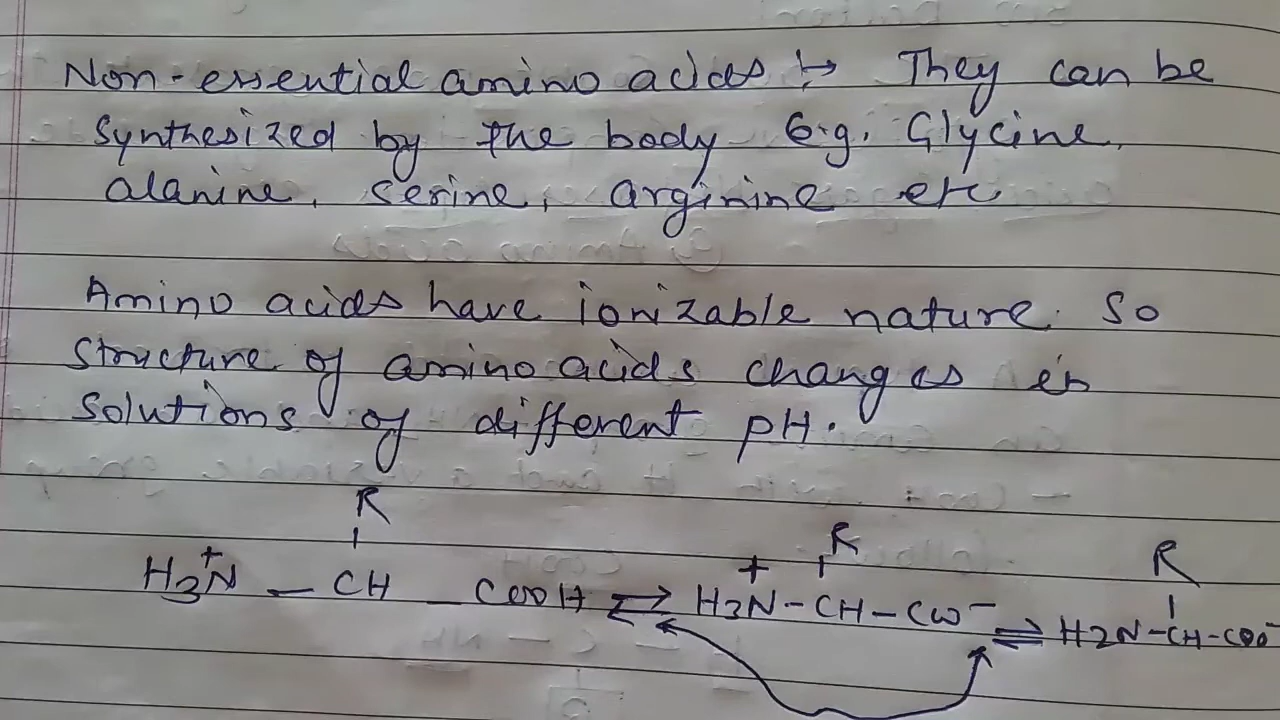 Non-essential amino acids :→ They can be
synthesized by the body E.g. Glycine,
alanine, serine, arginine etc
Amino acids have ionizable nature. So
structure of amino acids changes in
solutions of different pH.
R R R
H3N+ — CH — COOH ⇌ H3N+ – CH – COO− ⇌ H2N – CH – COO−